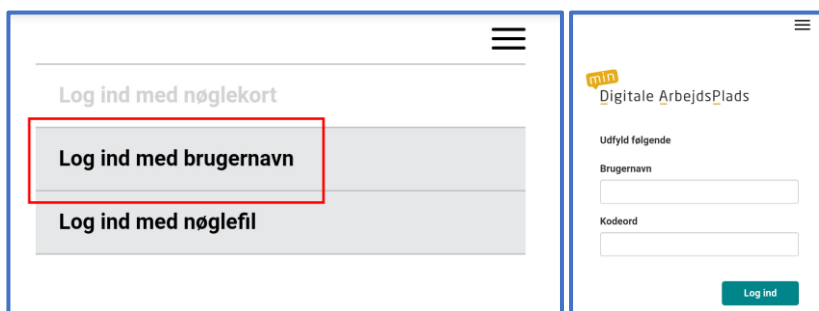 Log ind med nøglekort
Log ind med brugernavn
Log ind med nøglefil
min
Digitale ArbejdsPlads
Udfyld følgende
Brugernavn
Kodeord
Log ind